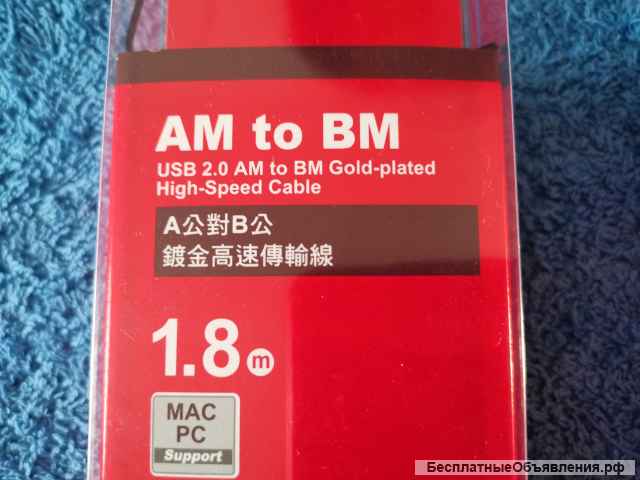 AM to BM
USB 2.0 AM to BM Gold-plated
High-Speed Cable
A公對B公
鍍金高速傳輸線
1.8 m
MAC
PC
Support
БесплатныеОбъявления.рф